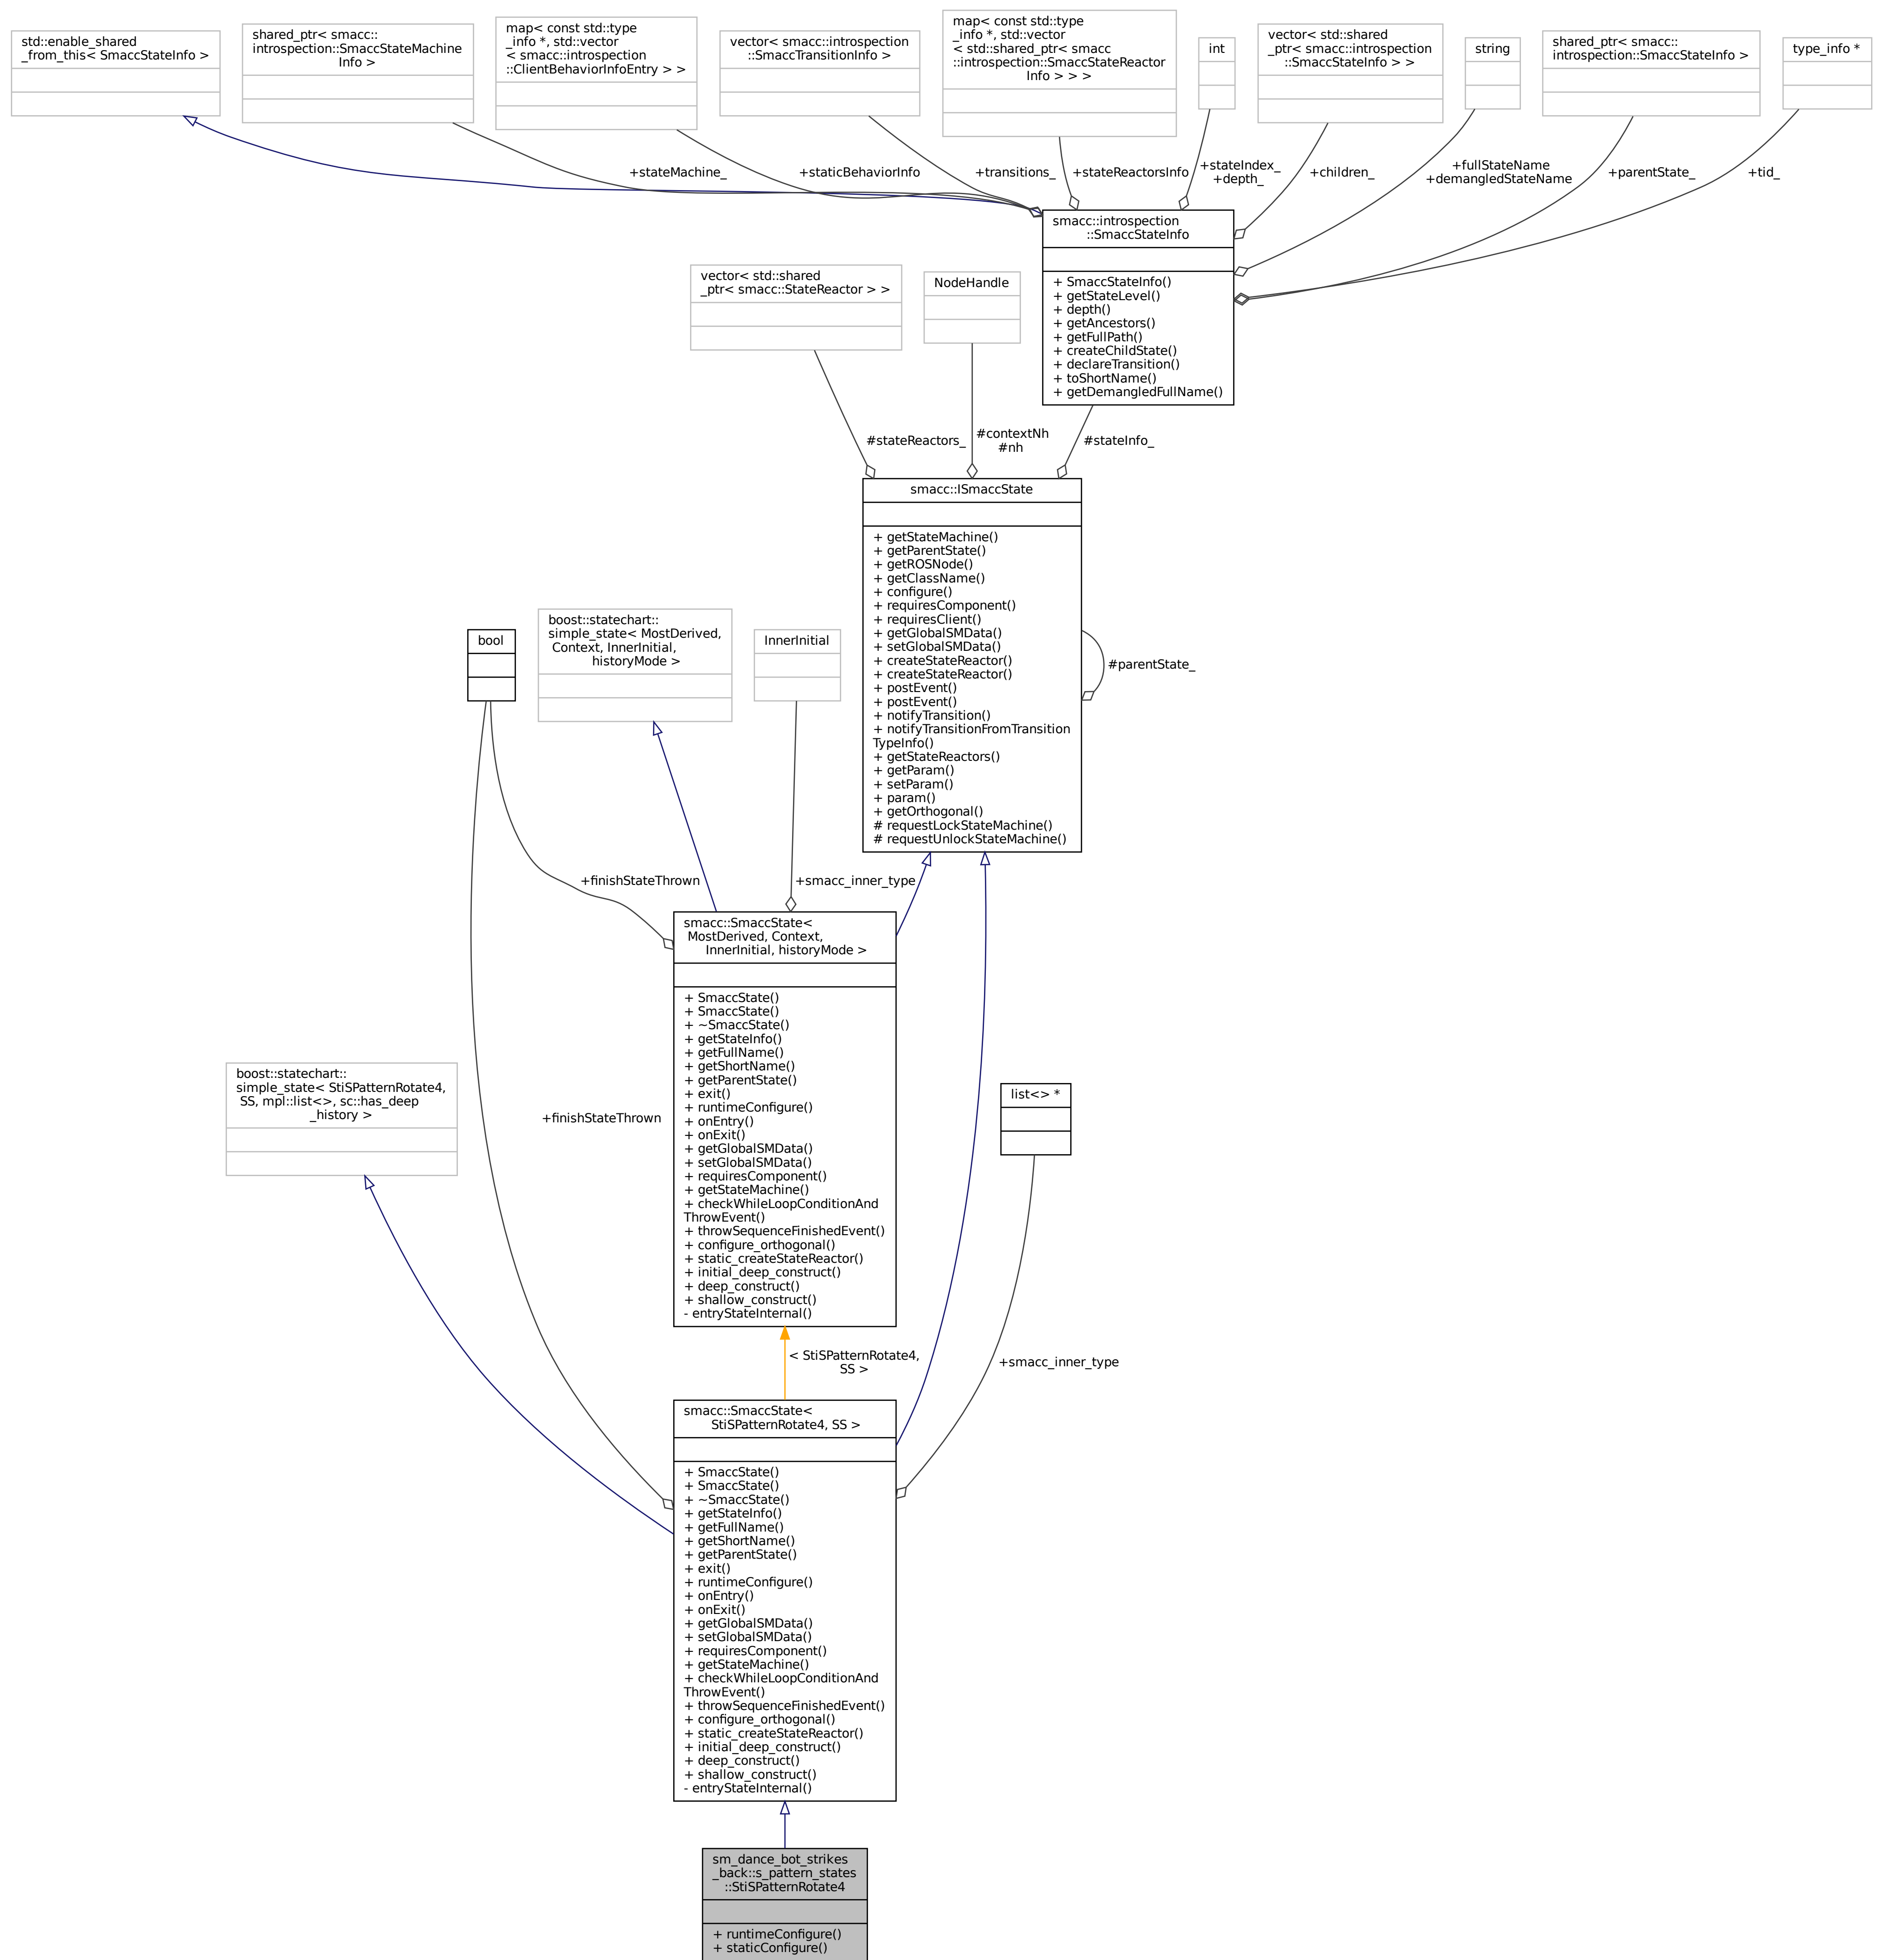 std::enable_shared
_from_this< SmaccStateInfo >
shared_ptr< smacc::
introspection::SmaccStateMachine
Info >
map< const std::type
_info *, std::vector
< smacc::introspection
::ClientBehaviorInfoEntry > >
vector< smacc::introspection
::SmaccTransitionInfo >
map< const std::type
_info *, std::vector
< std::shared_ptr< smacc
::introspection::SmaccStateReactor
Info > > >
int
vector< std::shared
_ptr< smacc::introspection
::SmaccStateInfo > >
string
shared_ptr< smacc::
introspection::SmaccStateInfo >
type_info *
+stateMachine_
+staticBehaviorInfo
+transitions_
+stateReactorsInfo
+stateIndex_
+depth_
+children_
+fullStateName
+demangledStateName
+parentState_
+tid_
smacc::introspection
::SmaccStateInfo
+ SmaccStateInfo()
+ getStateLevel()
+ depth()
+ getAncestors()
+ getFullPath()
+ createChildState()
+ declareTransition()
+ toShortName()
+ getDemangledFullName()
vector< std::shared
_ptr< smacc::StateReactor > >
NodeHandle
#stateReactors_
#contextNh
#nh
#stateInfo_
smacc::ISmaccState
+ getStateMachine()
+ getParentState()
+ getROSNode()
+ getClassName()
+ configure()
+ requiresComponent()
+ requiresClient()
+ getGlobalSMData()
+ setGlobalSMData()
+ createStateReactor()
+ createStateReactor()
+ postEvent()
+ postEvent()
+ notifyTransition()
+ notifyTransitionFromTransition
TypeInfo()
+ getStateReactors()
+ getParam()
+ setParam()
+ param()
+ getOrthogonal()
# requestLockStateMachine()
# requestUnlockStateMachine()
#parentState_
bool
boost::statechart::
simple_state< MostDerived,
Context, InnerInitial,
historyMode >
InnerInitial
+finishStateThrown
+smacc_inner_type
smacc::SmaccState<
MostDerived, Context,
InnerInitial, historyMode >
+ SmaccState()
+ SmaccState()
+ ~SmaccState()
+ getStateInfo()
+ getFullName()
+ getShortName()
+ getParentState()
+ exit()
+ runtimeConfigure()
+ onEntry()
+ onExit()
+ getGlobalSMData()
+ setGlobalSMData()
+ requiresComponent()
+ getStateMachine()
+ checkWhileLoopConditionAnd
ThrowEvent()
+ throwSequenceFinishedEvent()
+ configure_orthogonal()
+ static_createStateReactor()
+ initial_deep_construct()
+ deep_construct()
+ shallow_construct()
- entryStateInternal()
boost::statechart::
simple_state< StiSPatternRotate4,
SS, mpl::list<>, sc::has_deep
_history >
+finishStateThrown
list<> *
< StiSPatternRotate4,
SS >
+smacc_inner_type
smacc::SmaccState<
StiSPatternRotate4, SS >
+ SmaccState()
+ SmaccState()
+ ~SmaccState()
+ getStateInfo()
+ getFullName()
+ getShortName()
+ getParentState()
+ exit()
+ runtimeConfigure()
+ onEntry()
+ onExit()
+ getGlobalSMData()
+ setGlobalSMData()
+ requiresComponent()
+ getStateMachine()
+ checkWhileLoopConditionAnd
ThrowEvent()
+ throwSequenceFinishedEvent()
+ configure_orthogonal()
+ static_createStateReactor()
+ initial_deep_construct()
+ deep_construct()
+ shallow_construct()
- entryStateInternal()
sm_dance_bot_strikes
_back::s_pattern_states
::StiSPatternRotate4
+ runtimeConfigure()
+ staticConfigure()